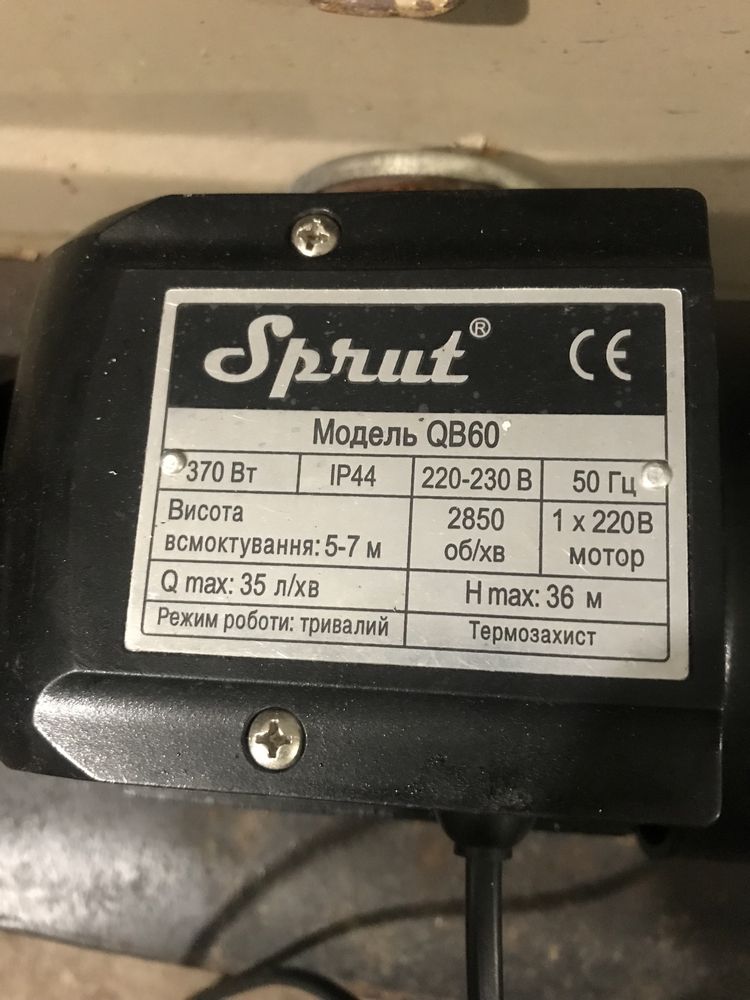 Sprut® CE
Модель QB60
370 Вт IP44 220-230 В 50 Гц
Висота всмоктування: 5-7 м
2850 об/хв
1 x 220В мотор
Q max: 35 л/хв H max: 36 м
Режим роботи: тривалий Термозахист